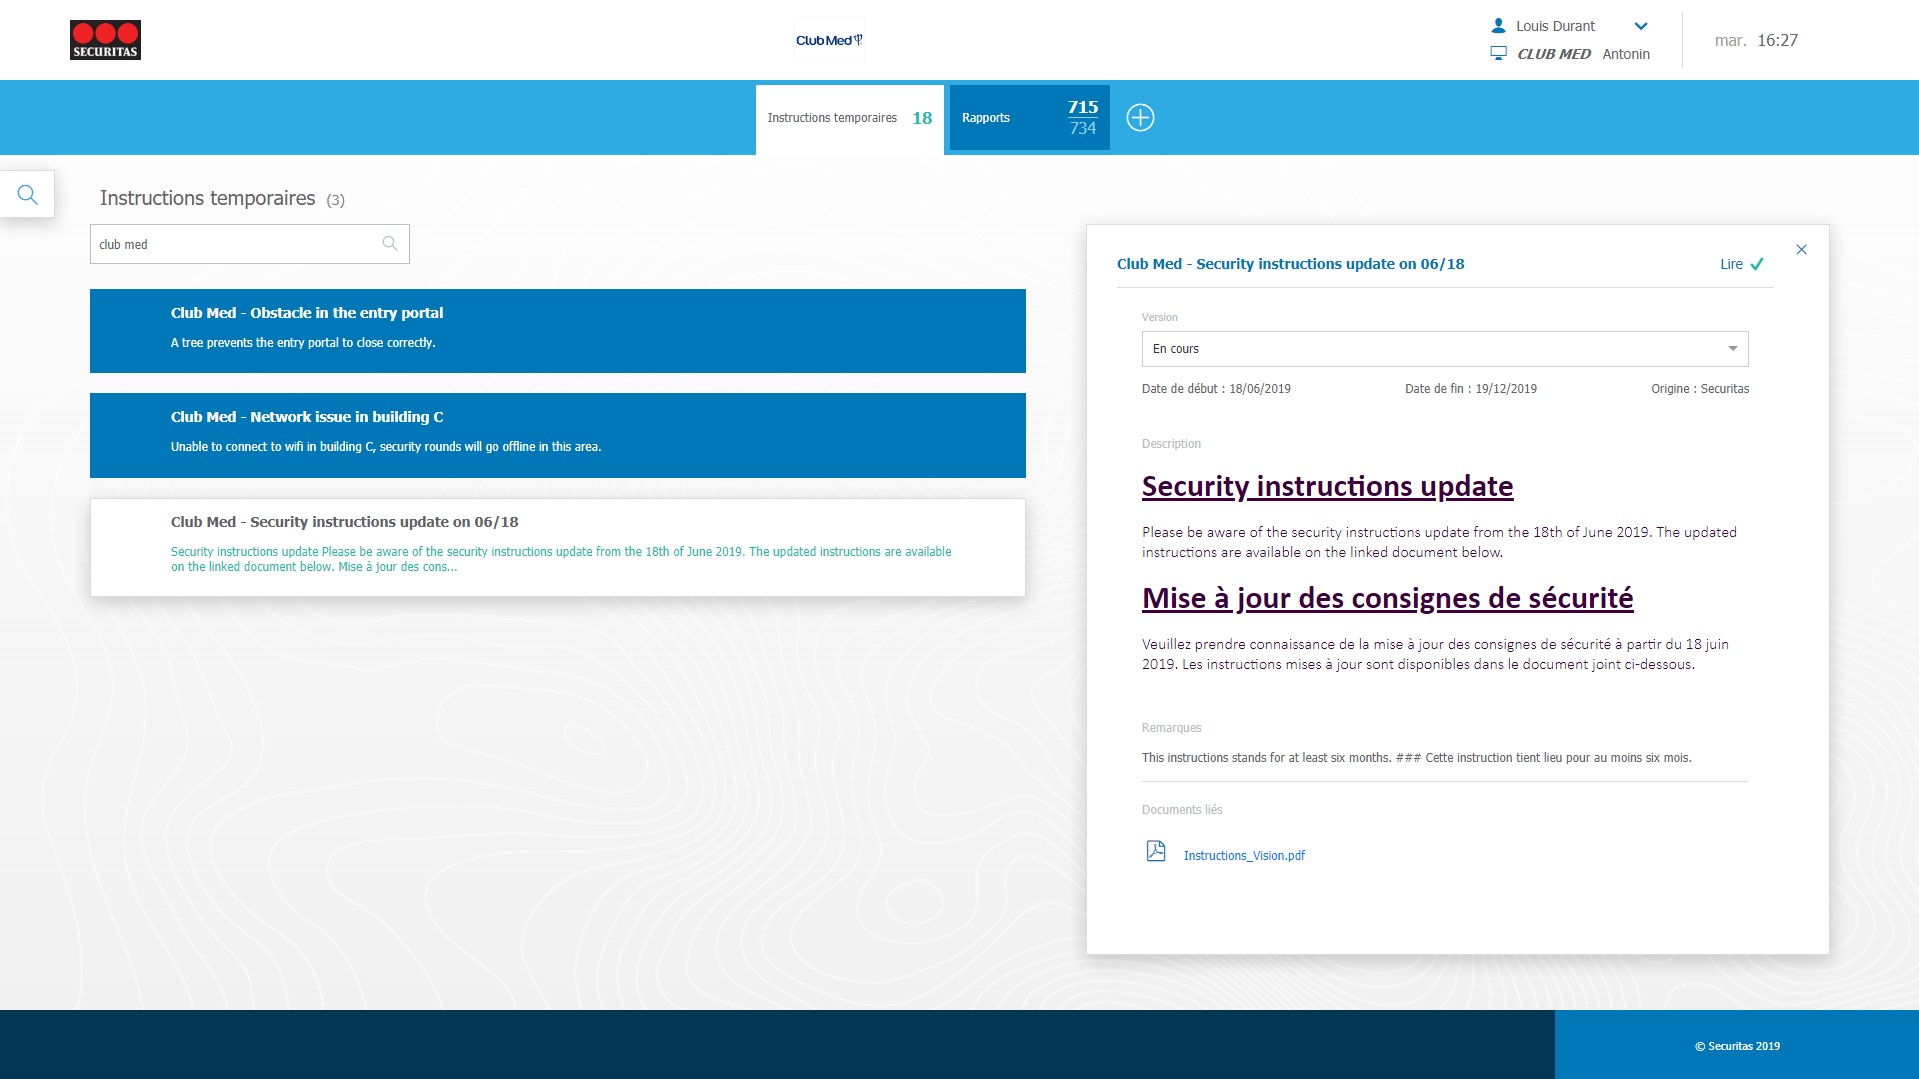 SECURITAS
Club Med
Louis Durant
CLUB MED Antonin
mar. 16:27
Instructions temporaires 18
Rapports 715
734
Instructions temporaires (3)
club med
Club Med - Obstacle in the entry portal
A tree prevents the entry portal to close correctly.
Club Med - Network issue in building C
Unable to connect to wifi in building C, security rounds will go offline in this area.
Club Med - Security instructions update on 06/18
Security instructions update Please be aware of the security instructions update from the 18th of June 2019. The updated instructions are available
on the linked document below. Mise à jour des cons...
Club Med - Security instructions update on 06/18
Lire
Version
En cours
Date de début : 18/06/2019 Date de fin : 19/12/2019 Origine : Securitas
Description
Security instructions update
Please be aware of the security instructions update from the 18th of June 2019. The updated
instructions are available on the linked document below.
Mise à jour des consignes de sécurité
Veuillez prendre connaissance de la mise à jour des consignes de sécurité à partir du 18 juin
2019. Les instructions mises à jour sont disponibles dans le document joint ci-dessous.
Remarques
This instructions stands for at least six months. ### Cette instruction tient lieu pour au moins six mois.
Documents liés
Instructions_Vision.pdf
© Securitas 2019